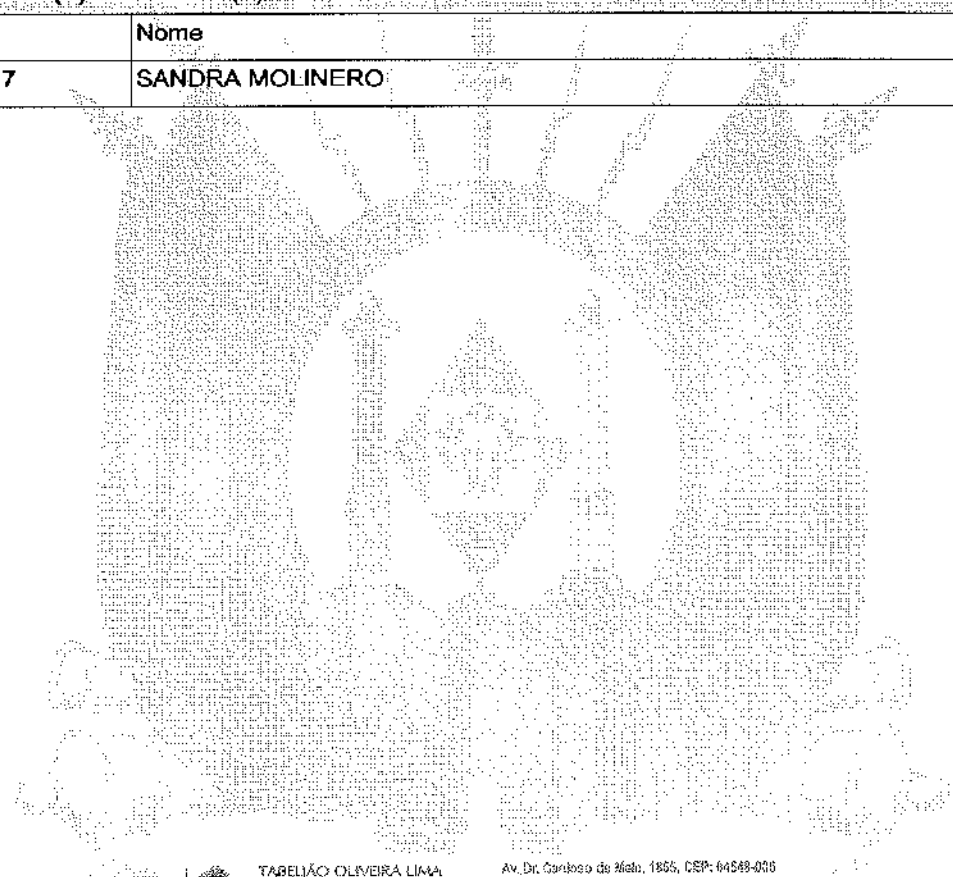 Nome
7 SANDRA MOLINERO
TABELIÃO OLIVEIRA LIMA Av. Dr. Cardoso de Melo, 1855, CEP: 04548-005